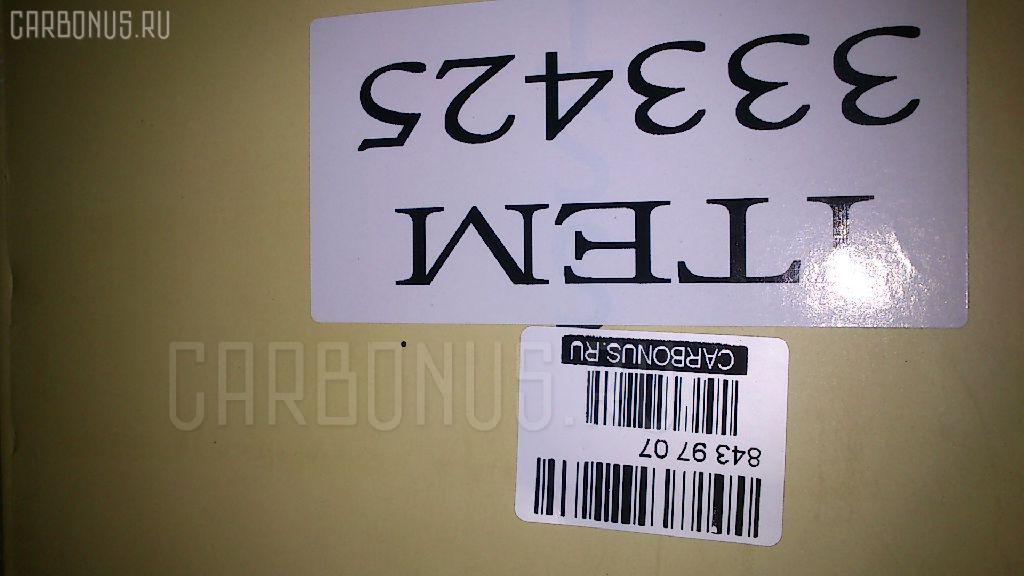 CARBONUS.RU
ITEM
333425
843 97 07
CARBONUS.RU
CARBONUS.